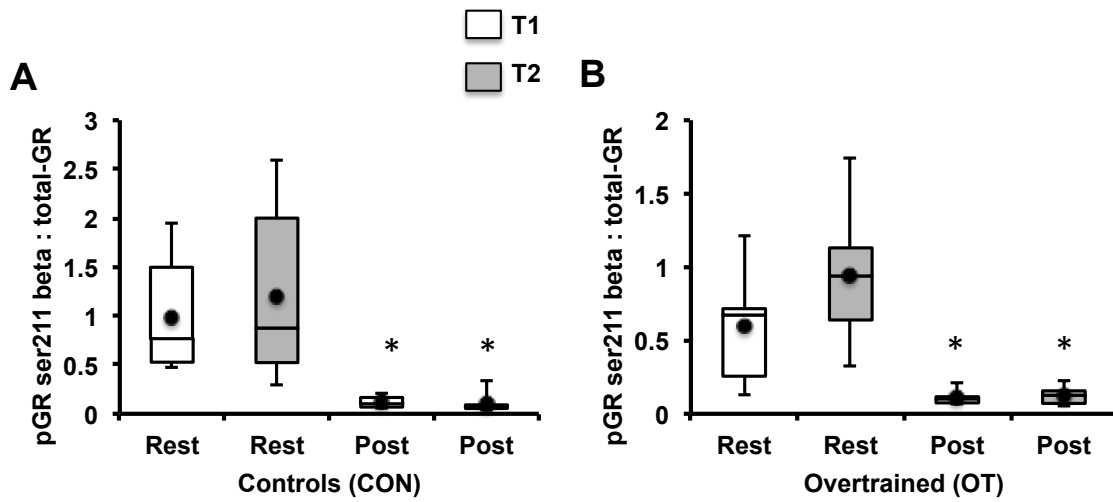 T1
T2
A
pGR ser211 beta : total-GR
3
2.5
2
1.5
1
0.5
0
*
*
Rest
Rest
Post
Post
Controls (CON)
B
pGR ser211 beta : total-GR
2
1.5
1
0.5
0
*
*
Rest
Rest
Post
Post
Overtrained (OT)